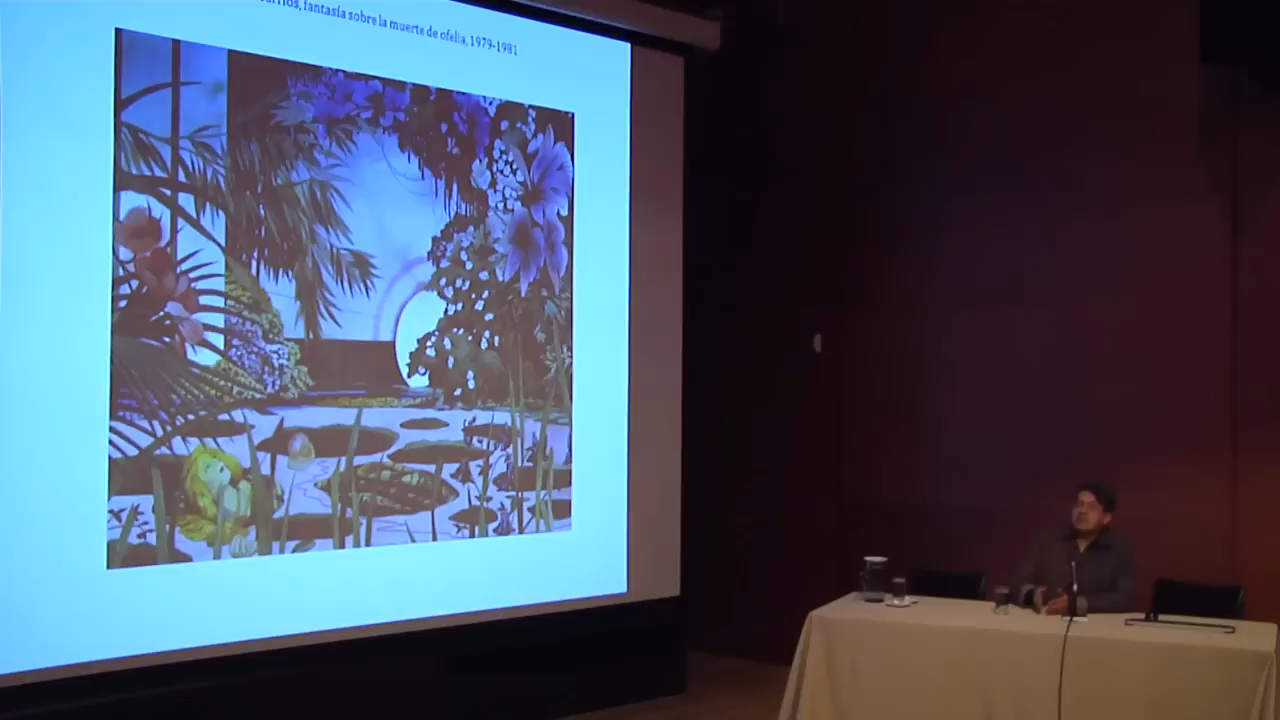 fantasía sobre la muerte de ofelia, 1979-1981